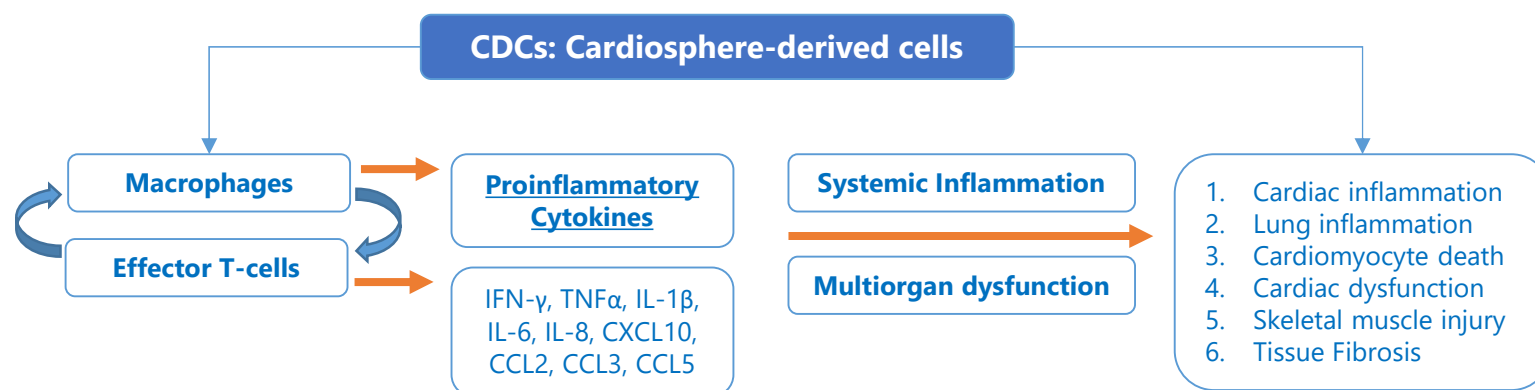 CDCs: Cardiosphere-derived cells
Macrophages
Effector T-cells
Proinflammatory
Cytokines
IFN-γ, TNFα, IL-1β,
IL-6, IL-8, CXCL10,
CCL2, CCL3, CCL5
Systemic Inflammation
Multiorgan dysfunction
1. Cardiac inflammation
2. Lung inflammation
3. Cardiomyocyte death
4. Cardiac dysfunction
5. Skeletal muscle injury
6. Tissue Fibrosis